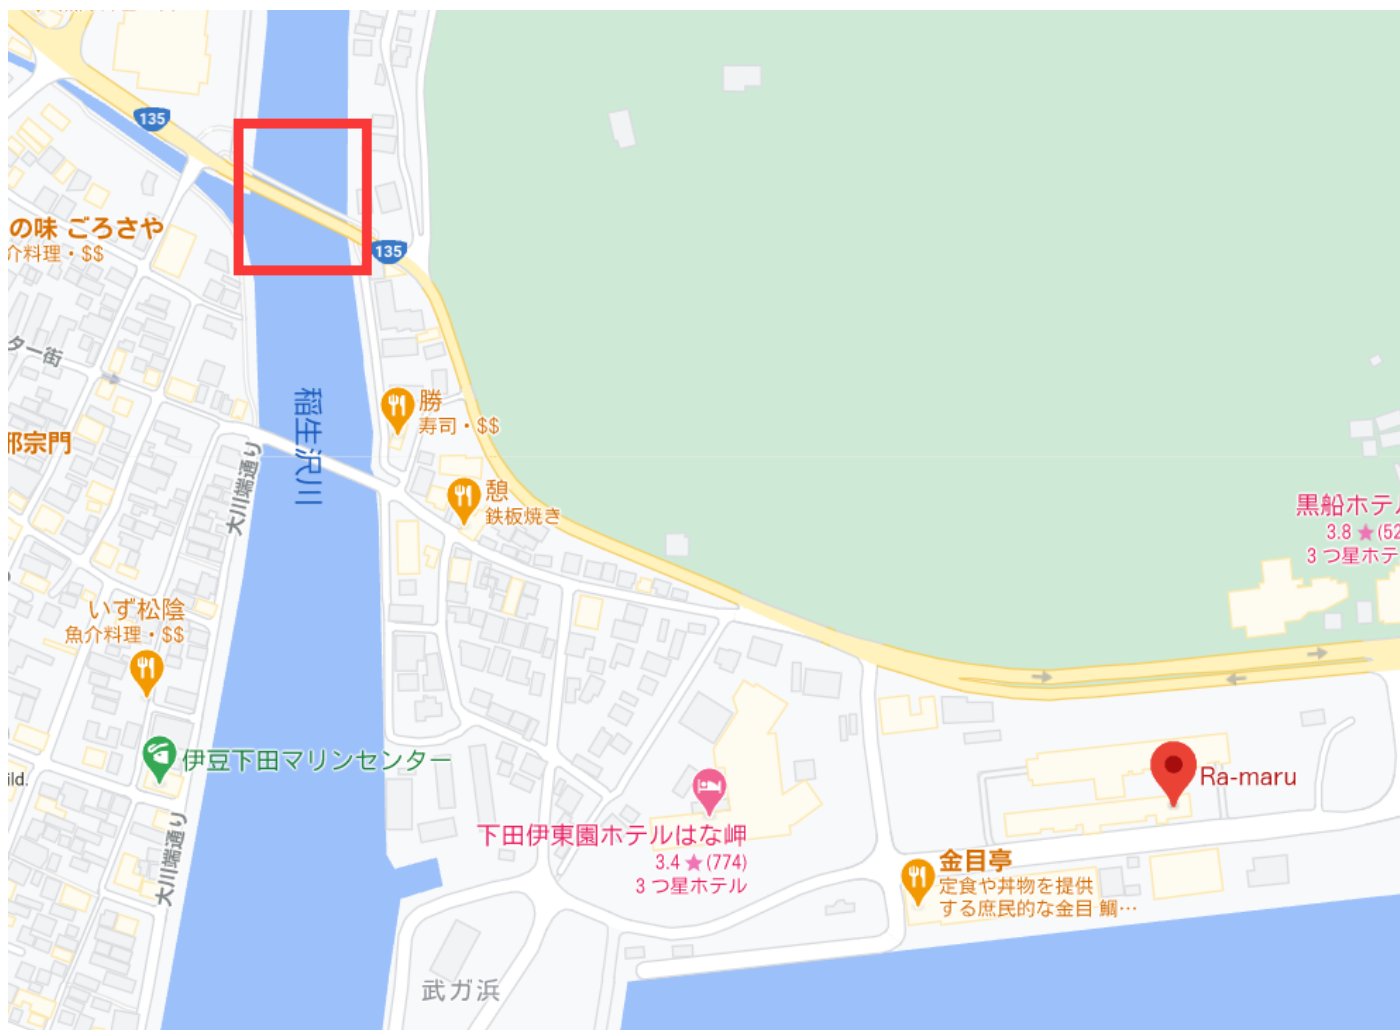 135
の味 ごろさや
介料理・$$
135
ター街
勝
寿司・$$
稲生沢川
邪宗門
大川端通り
憩
鉄板焼き
黒船ホテル
3.8 ★ (52
3 つ星ホテ
いず松陰
魚介料理・$$
伊豆下田マリンセンター
ild.
Ra-maru
下田伊東園ホテルはな岬
3.4 ★ (774)
3 つ星ホテル
大川端通り
金目亭
定食や丼物を提供
する庶民的な金目 鯛…
武ガ浜